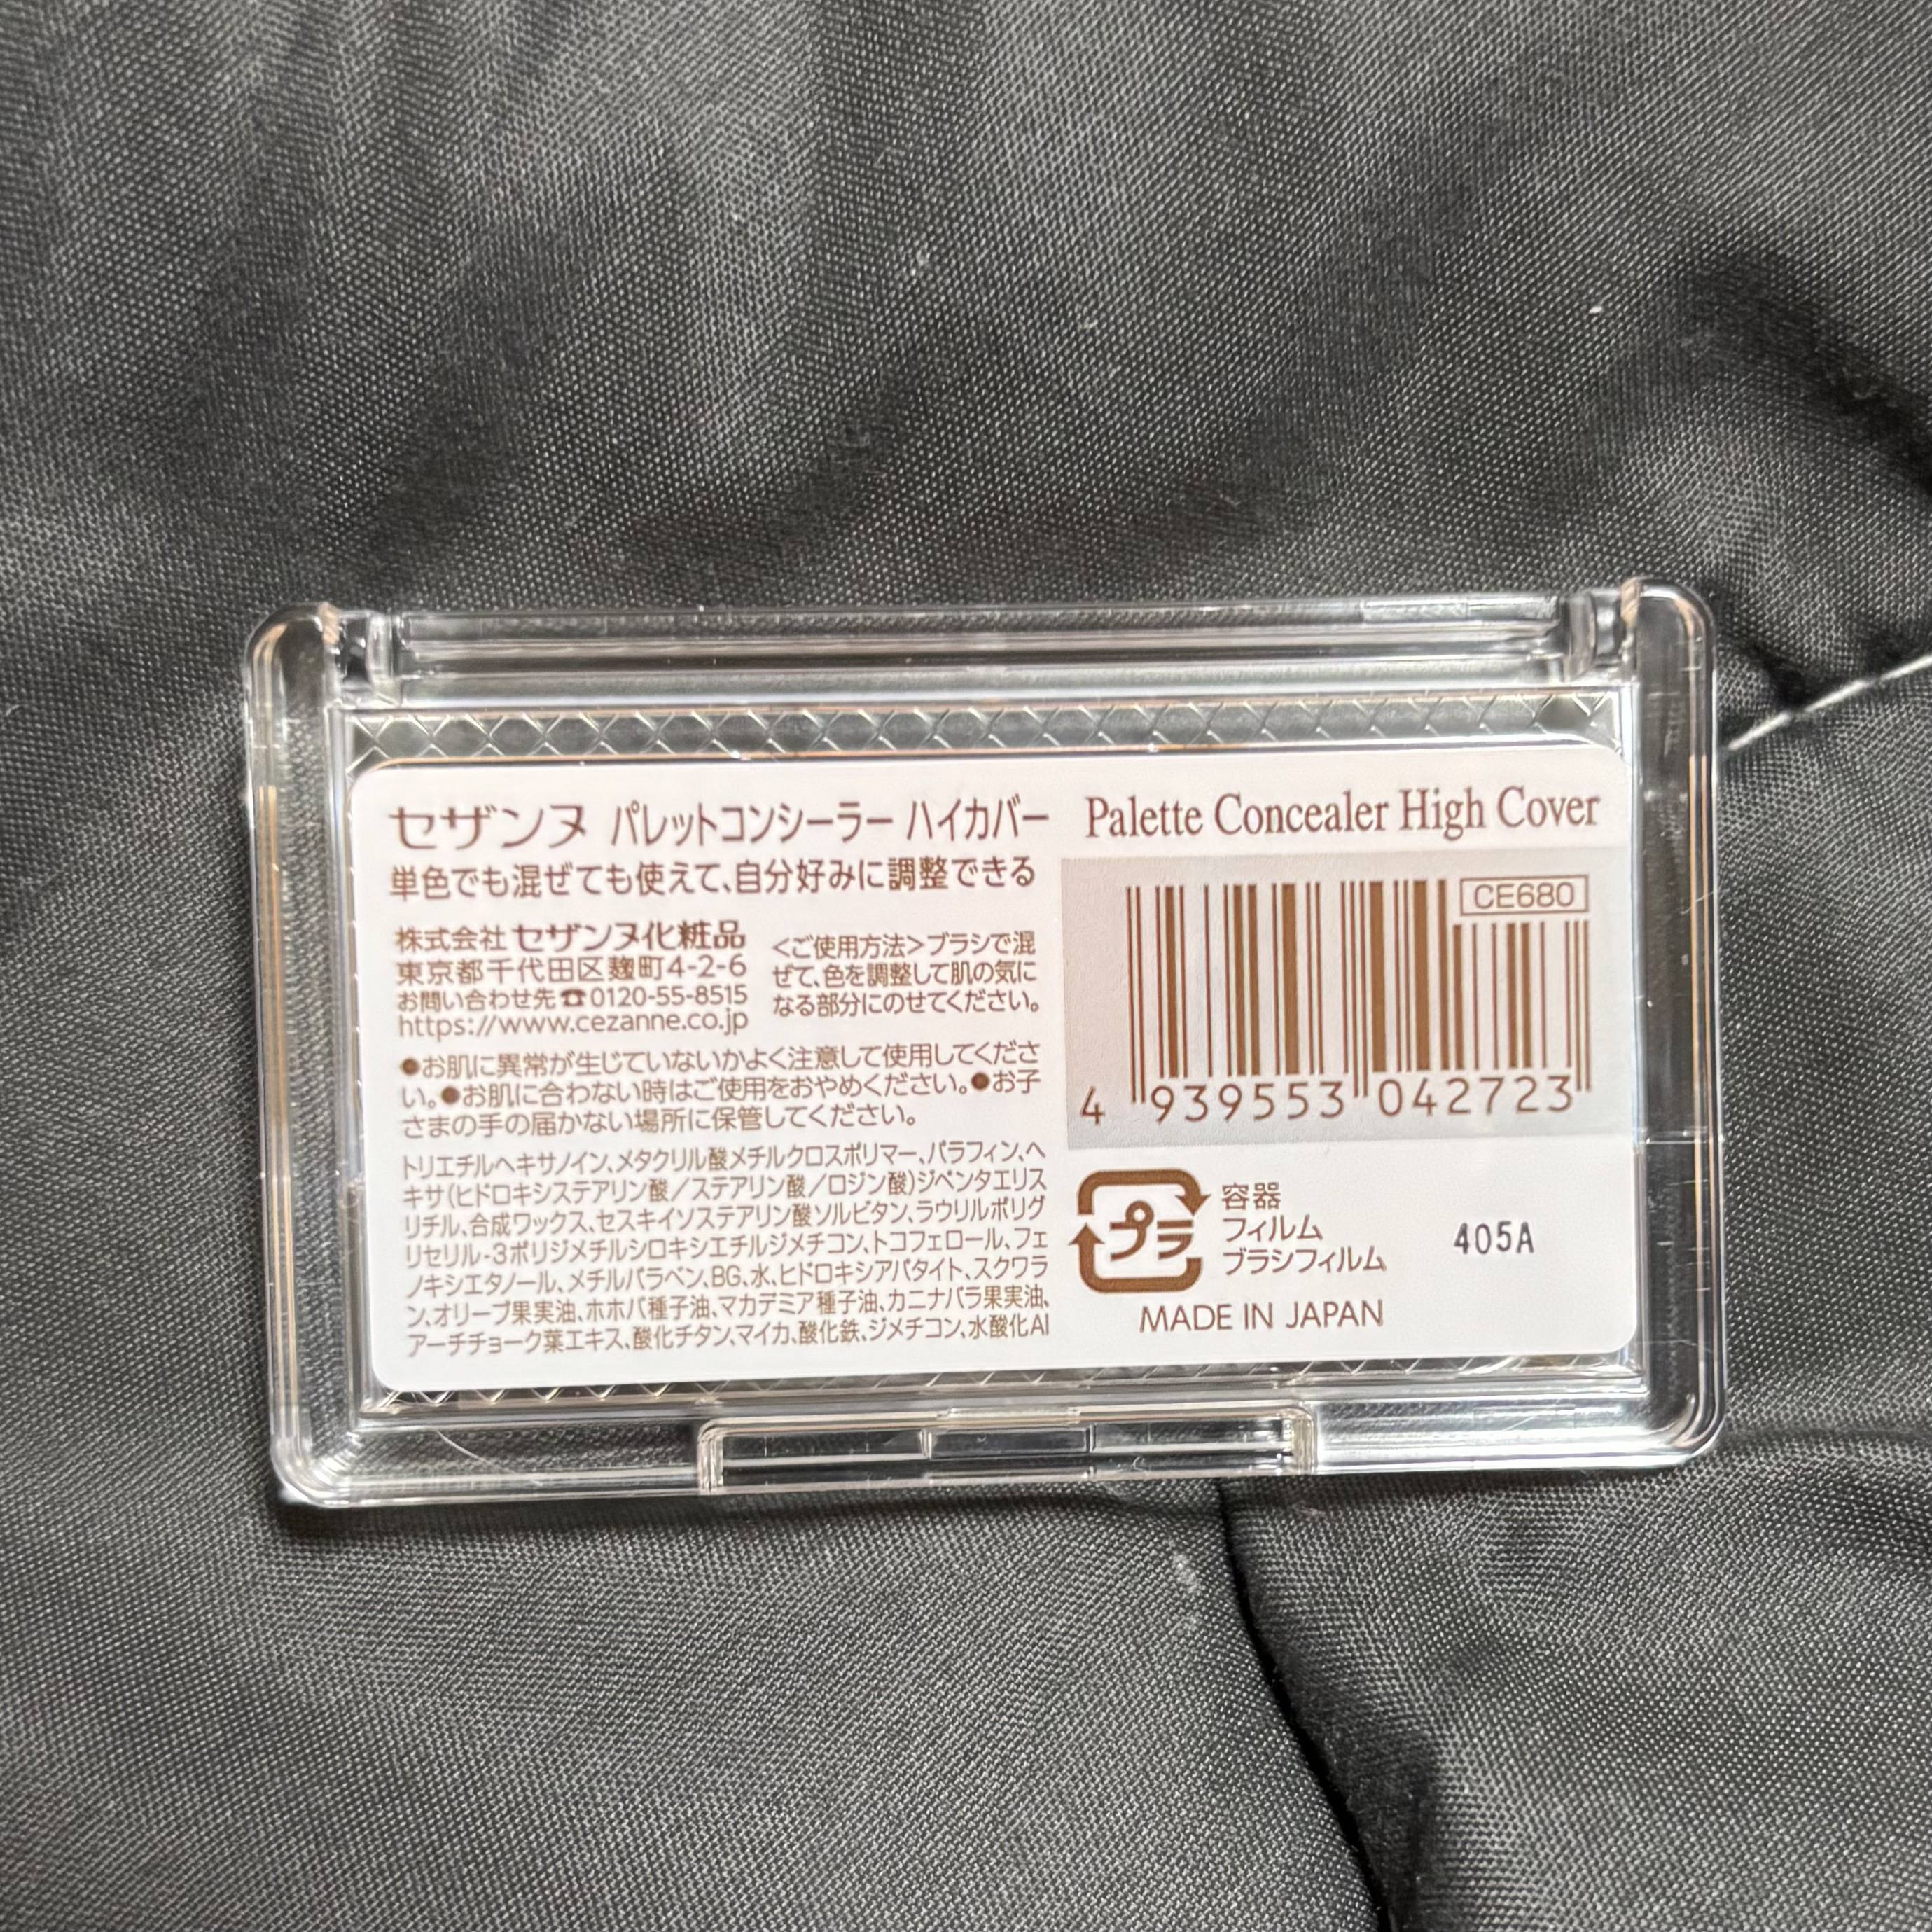 セザンヌ パレットコンシーラー ハイカバー
単色でも混ぜても使えて、自分好みに調整できる
株式会社 セザンヌ化粧品
東京都千代田区麹町4-2-6
お問い合わせ先☎0120-55-8515
https://www.cezanne.co.jp
<ご使用方法>ブラシで混
ぜて、色を調整して肌の気に
なる部分にのせてください。
●お肌に異常が生じていないかよく注意して使用してくださ
い。●お肌に合わない時はご使用をおやめください。●お子
さまの手の届かない場所に保管してください。
トリエチルヘキサノイン、メタクリル酸メチルクロスポリマー、パラフィン、ヘ
キサ(ヒドロキシステアリン酸/ステアリン酸/ロジン酸)ジペンタエリス
リチル、合成ワックス、セスキイソステアリン酸ソルビタン、ラウリルポリグ
リセリル-3ポリジメチルシロキシエチルジメチコン、トコフェロール、フェ
ノキシエタノール、メチルパラベン、BG、水、ヒドロキシアパタイト、スクワラ
ン、オリーブ果実油、ホホバ種子油、マカデミア種子油、カニナバラ果実油、
アーチチョーク葉エキス、酸化チタン、マイカ、酸化鉄、ジメチコン、水酸化Al
Palette Concealer High Cover
CE680
4 939553 042723
プラ
容器
フィルム
ブラシフィルム
405A
MADE IN JAPAN